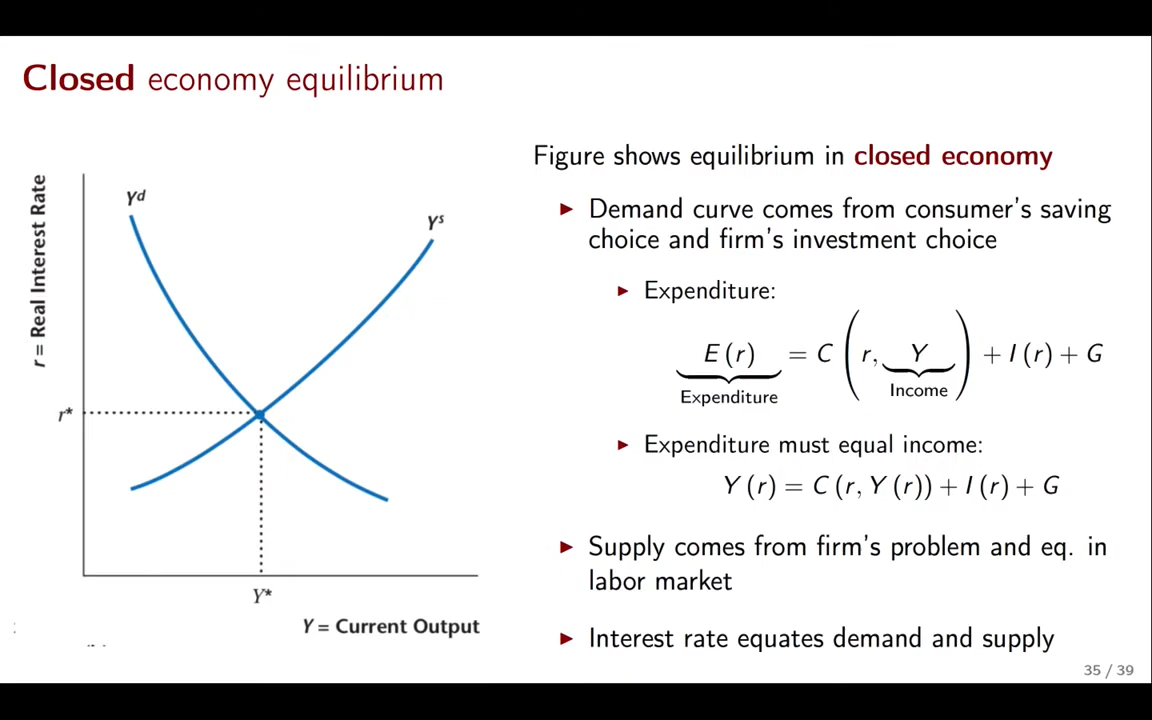 Closed economy equilibrium
r = Real Interest Rate
Yᵈ
Yˢ
r*
Y*
Y = Current Output
Figure shows equilibrium in closed economy
▶ Demand curve comes from consumer's saving
choice and firm's investment choice
▶ Expenditure:
E (r) = C (r, Y) + I (r) + G
Expenditure
Income
▶ Expenditure must equal income:
Y (r) = C (r, Y (r)) + I (r) + G
▶ Supply comes from firm's problem and eq. in
labor market
▶ Interest rate equates demand and supply
35 / 39